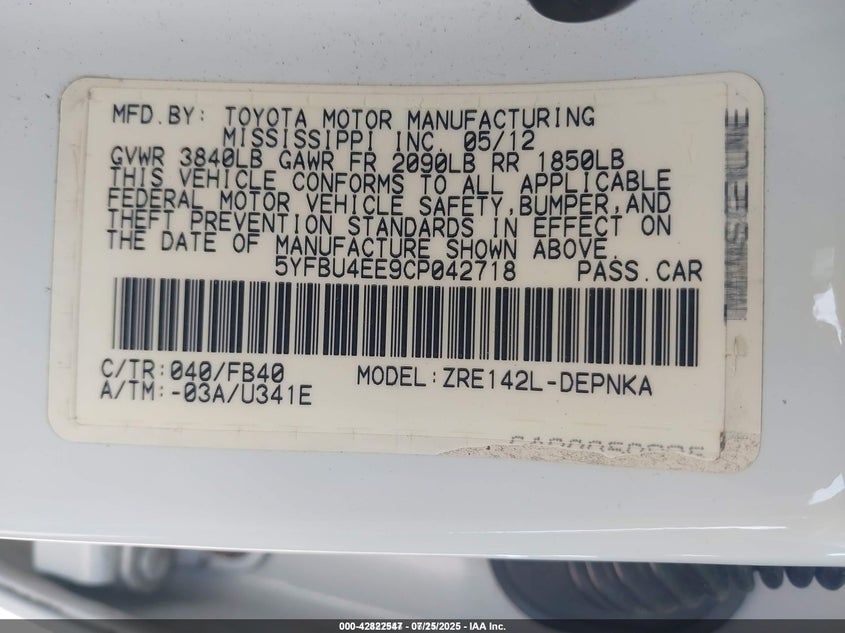 MFD.BY: TOYOTA MOTOR MANUFACTURING
MISSISSIPPI INC. 05/12
GVWR 3840LB GAWR FR 2090LB RR 1850LB
THIS VEHICLE CONFORMS TO ALL APPLICABLE
FEDERAL MOTOR VEHICLE SAFETY,BUMPER,AND
THEFT PREVENTION STANDARDS IN EFFECT ON
THE DATE OF MANUFACTURE SHOWN ABOVE.
5YFBU4EE9CP042718 PASS.CAR
C/TR:040/FB40 MODEL:ZRE142L-DEPNKA
A/TM:-03A/U341E
07/25/2025 - IAA Inc.